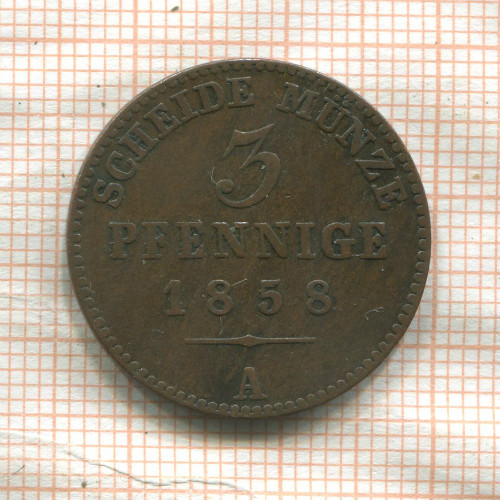 SCHEIDE MÜNZE
3
PFENNIGE
1858
A